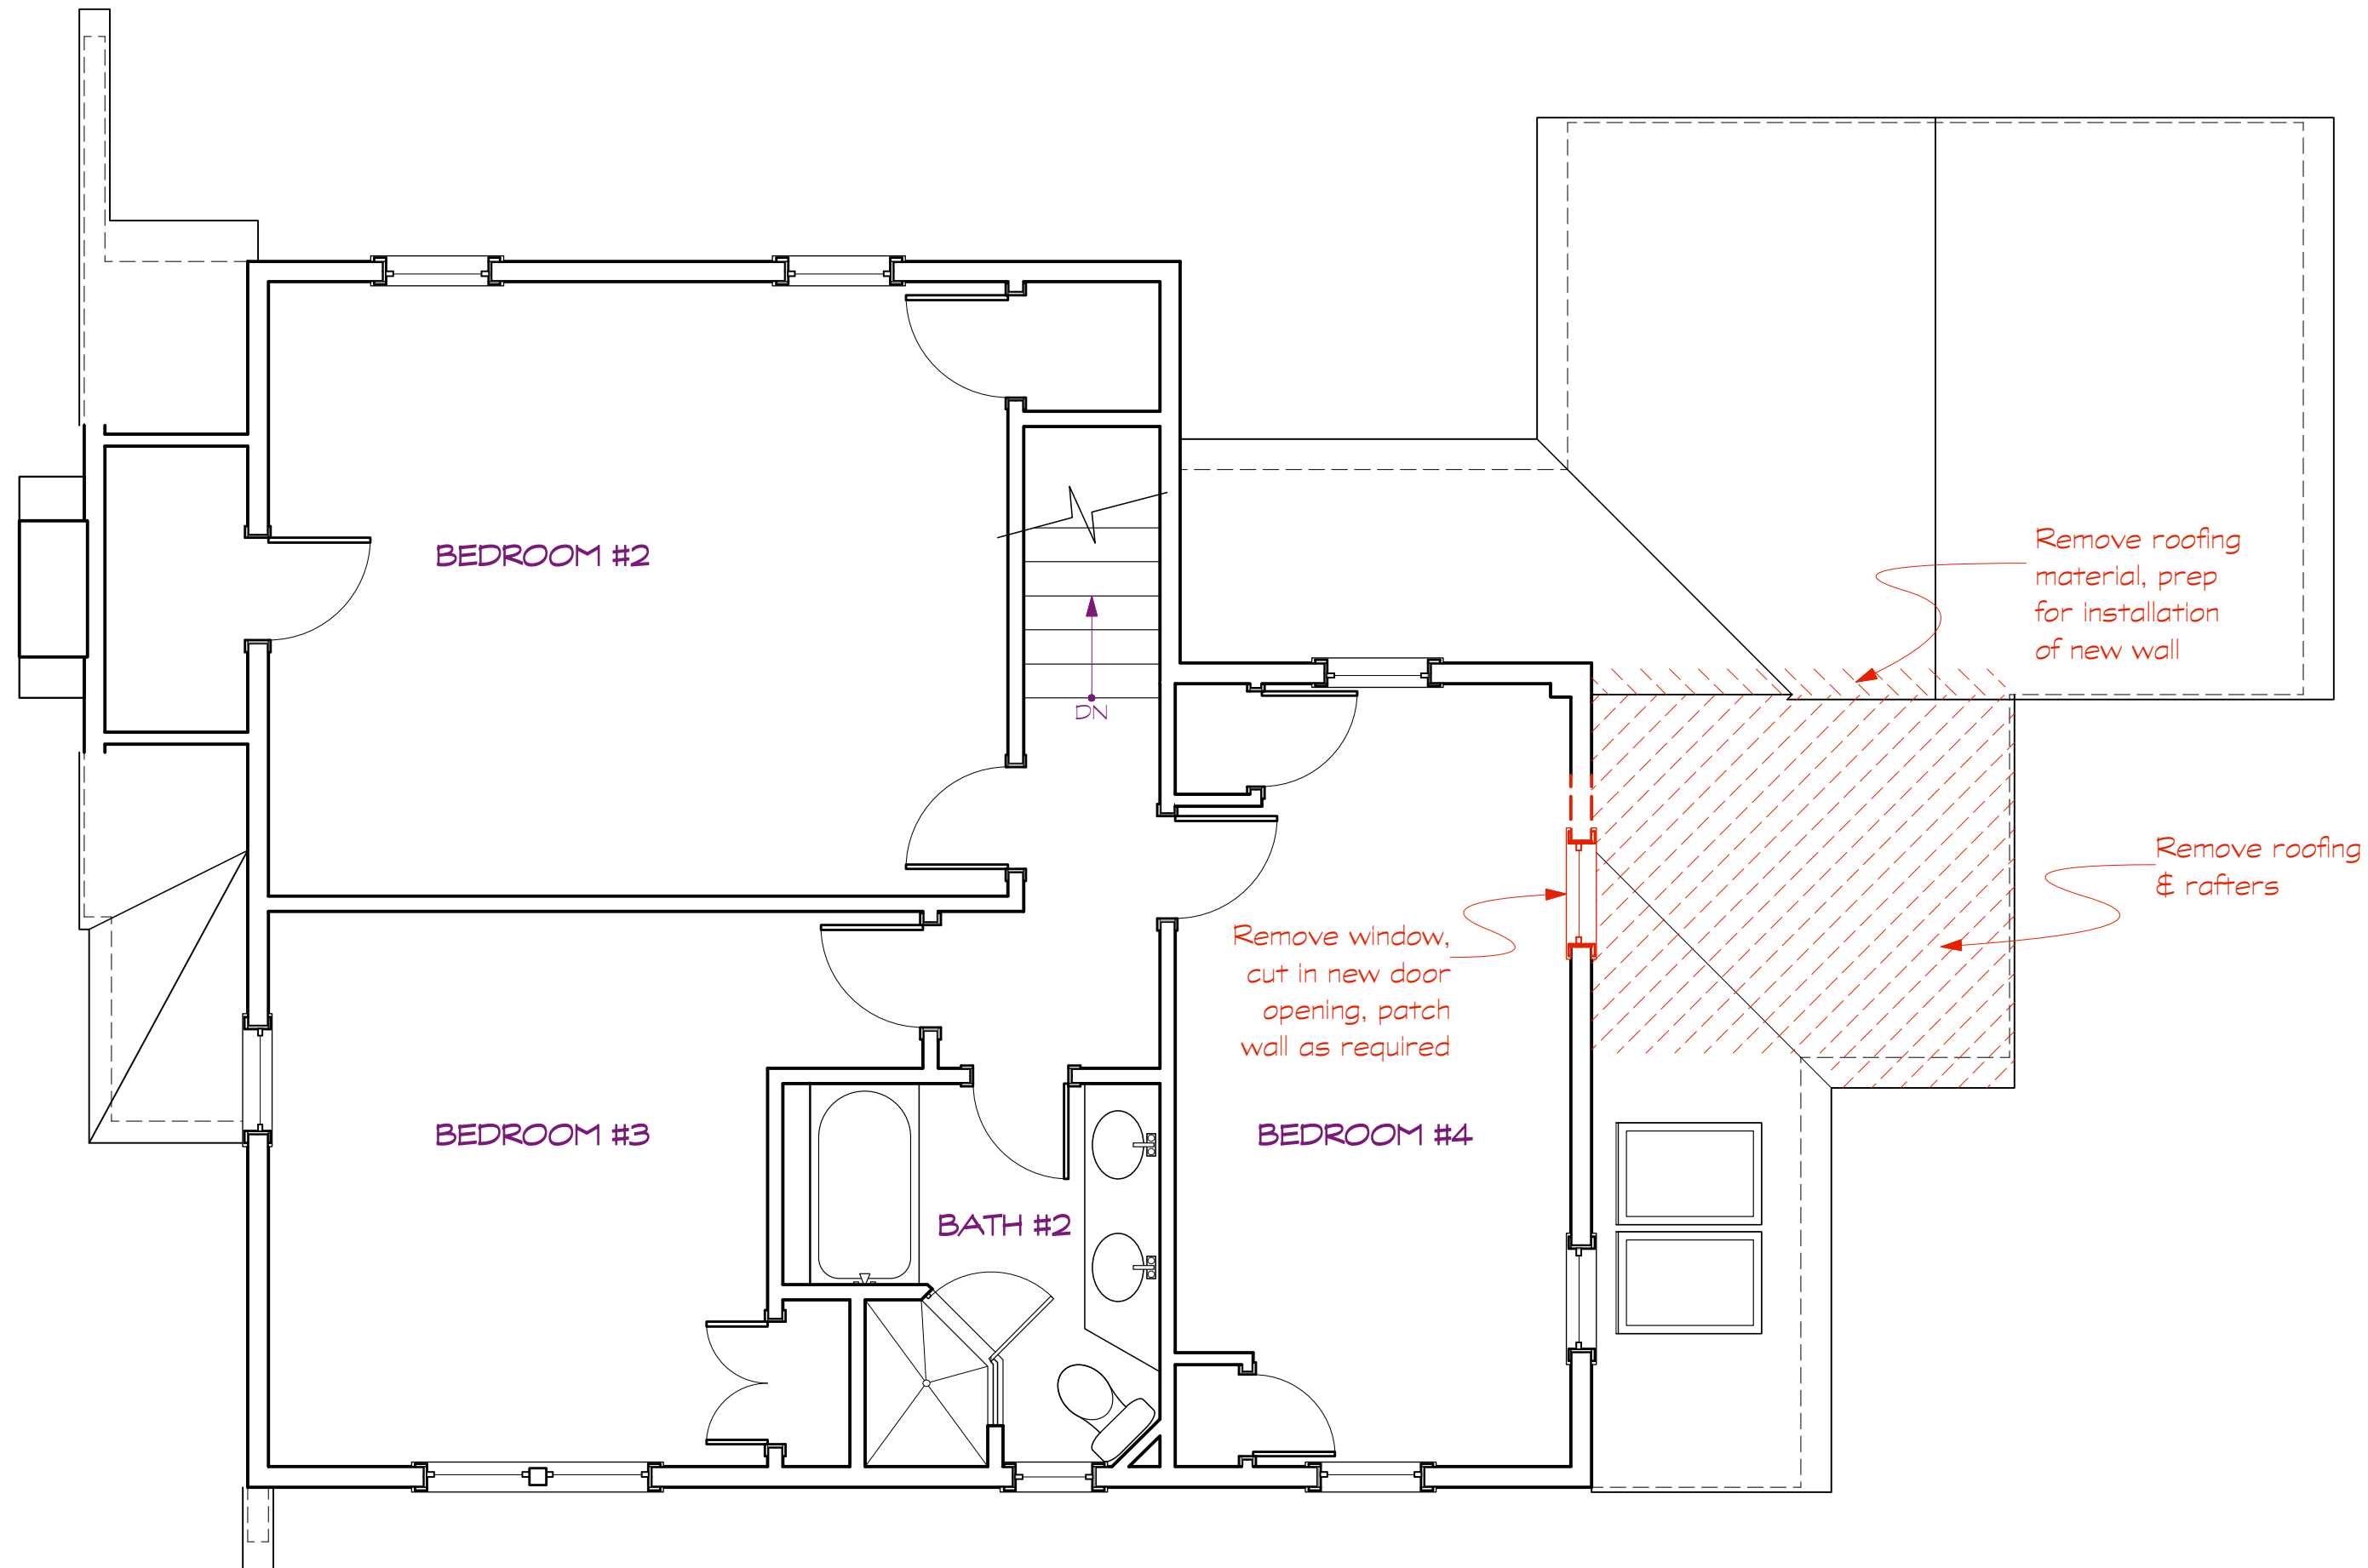 BEDROOM #2
DN
Remove roofing
material, prep
for installation
of new wall
Remove roofing
& rafters
Remove window,
cut in new door
opening, patch
wall as required
BEDROOM #3
BATH #2
BEDROOM #4